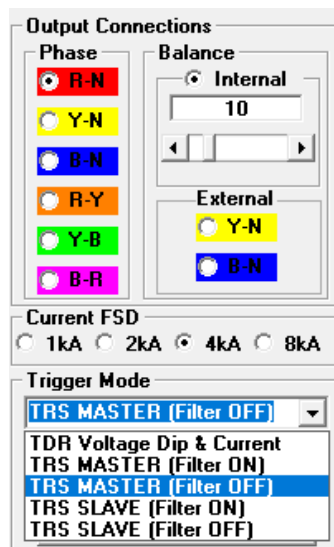 Output Connections
Phase
R-N
Y-N
B-N
R-Y
Y-B
B-R
Balance
Internal
10
External
Y-N
B-N
Current FSD
1kA 2kA 4kA 8kA
Trigger Mode
TRS MASTER (Filter OFF)
TDR Voltage Dip & Current
TRS MASTER (Filter ON)
TRS MASTER (Filter OFF)
TRS SLAVE (Filter ON)
TRS SLAVE (Filter OFF)